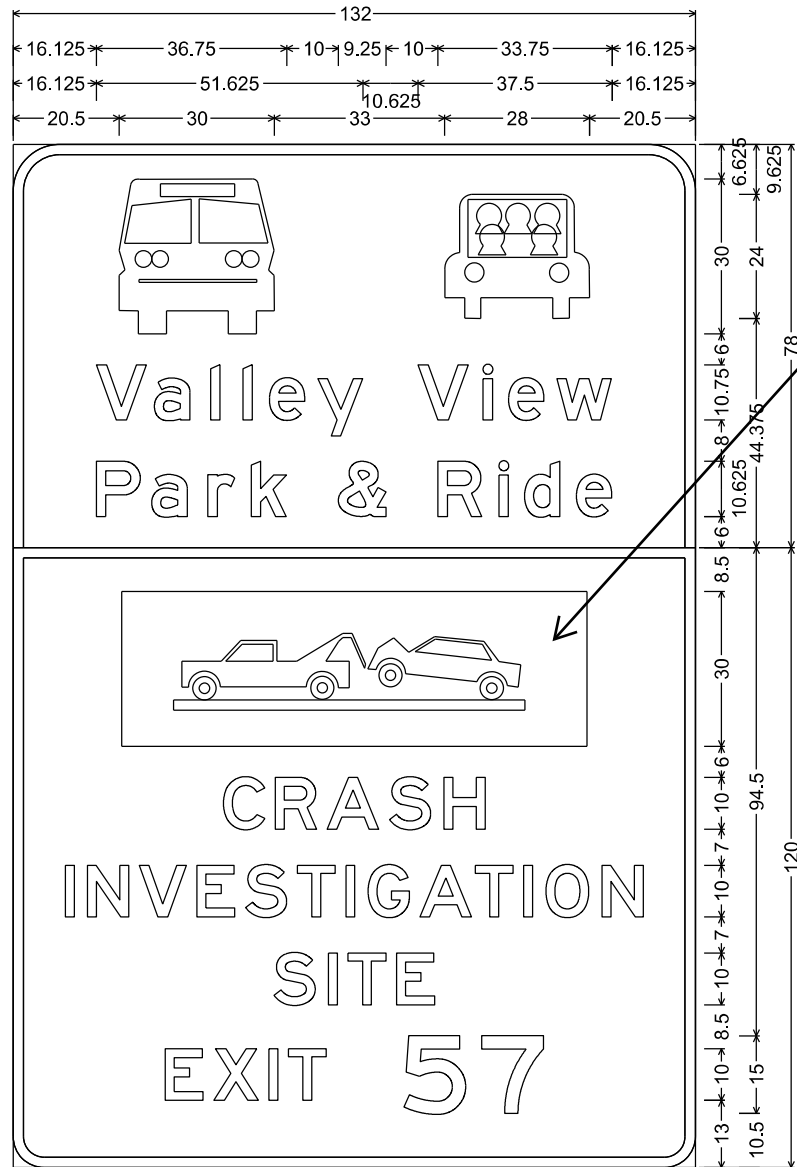 132
16.125 36.75 10 9.25 10 33.75 16.125
16.125 51.625 10.625 37.5 16.125
20.5 30 33 28 20.5
6.625 30 6 10.75 8 10.625 6
9.625 24 44.375
78
Valley View
Park & Ride
8.5 30 6 10 7 10 7 10 8.5 10 13
94.5 15 10.5
120
CRASH
INVESTIGATION
SITE
EXIT 57